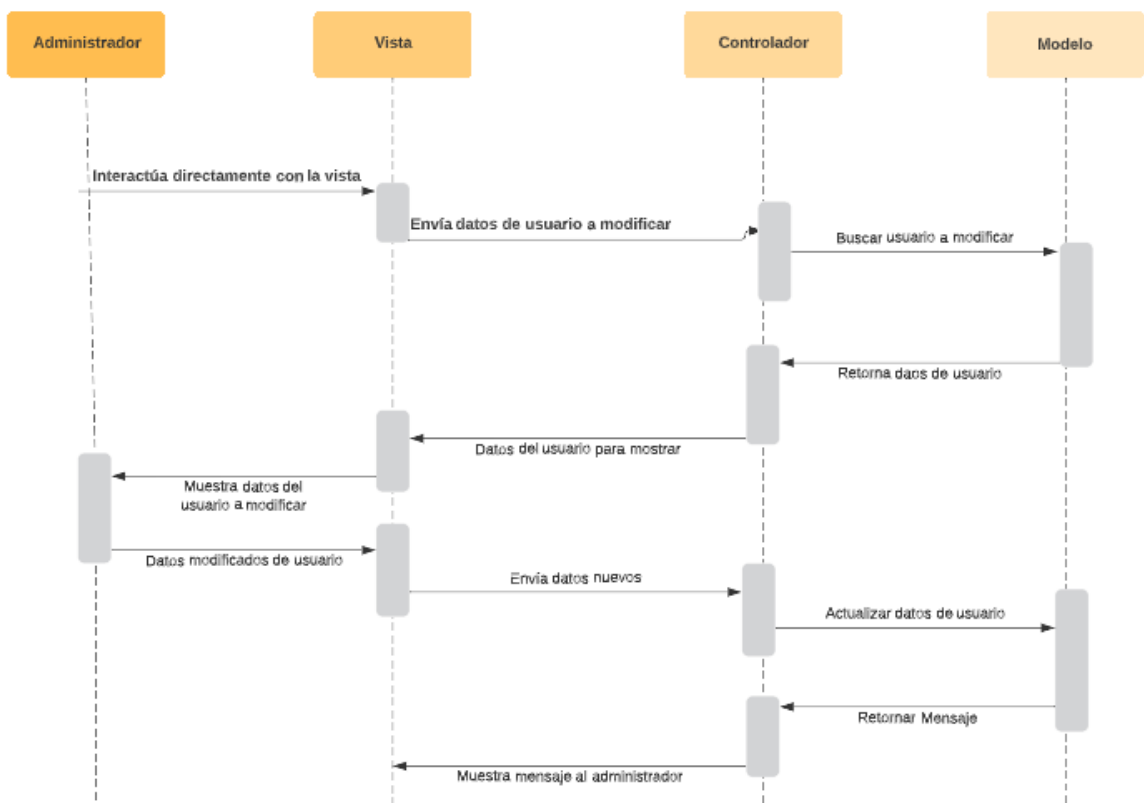 Administrador
Vista
Controlador
Modelo
Interactúa directamente con la vista
Envía datos de usuario a modificar
Buscar usuario a modificar
Retorna daos de usuario
Datos del usuario para mostrar
Muestra datos del
usuario a modificar
Datos modificados de usuario
Envía datos nuevos
Actualizar datos de usuario
Retornar Mensaje
Muestra mensaje al administrador